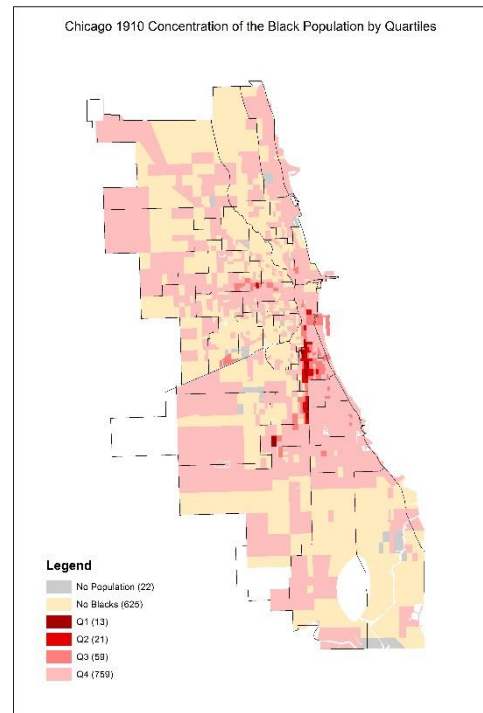 Chicago 1910 Concentration of the Black Population by Quartiles
Legend
No Population (22)
No Blacks (625)
Q1 (13)
Q2 (21)
Q3 (59)
Q4 (759)